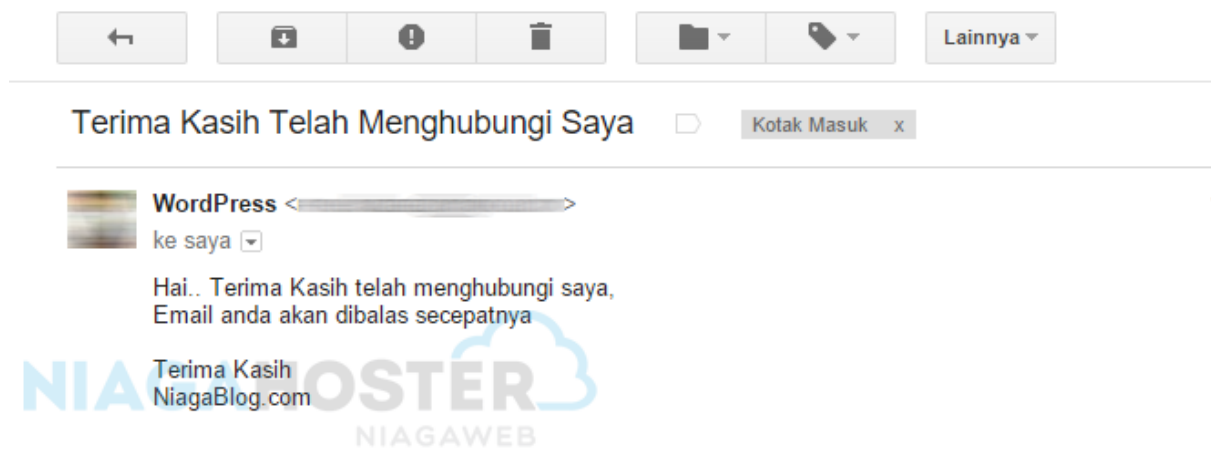 Lainnya
Terima Kasih Telah Menghubungi Saya
Kotak Masuk x
WordPress < >
ke saya
Hai.. Terima Kasih telah menghubungi saya,
Email anda akan dibalas secepatnya
Terima Kasih
NiagaBlog.com
NIAGAHOSTER
NIAGAWEB